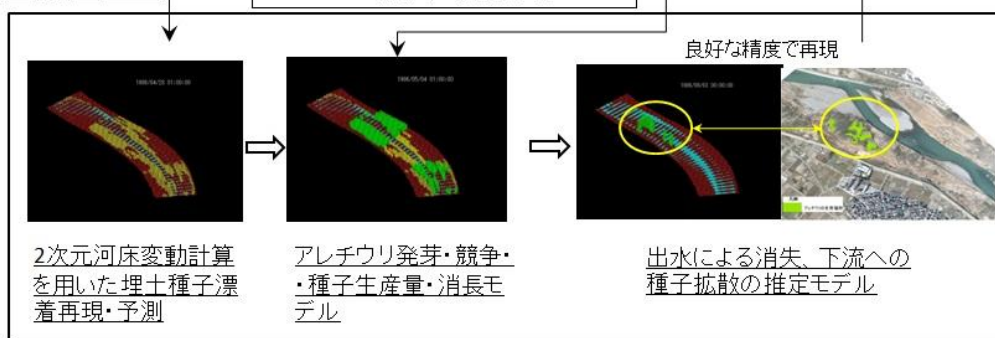 良好な精度で再現
2次元河床変動計算
を用いた埋土種子漂
着再現・予測
アレチウリ発芽・競争・
・種子生産量・消長モ
デル
出水による消失、下流への
種子拡散の推定モデル